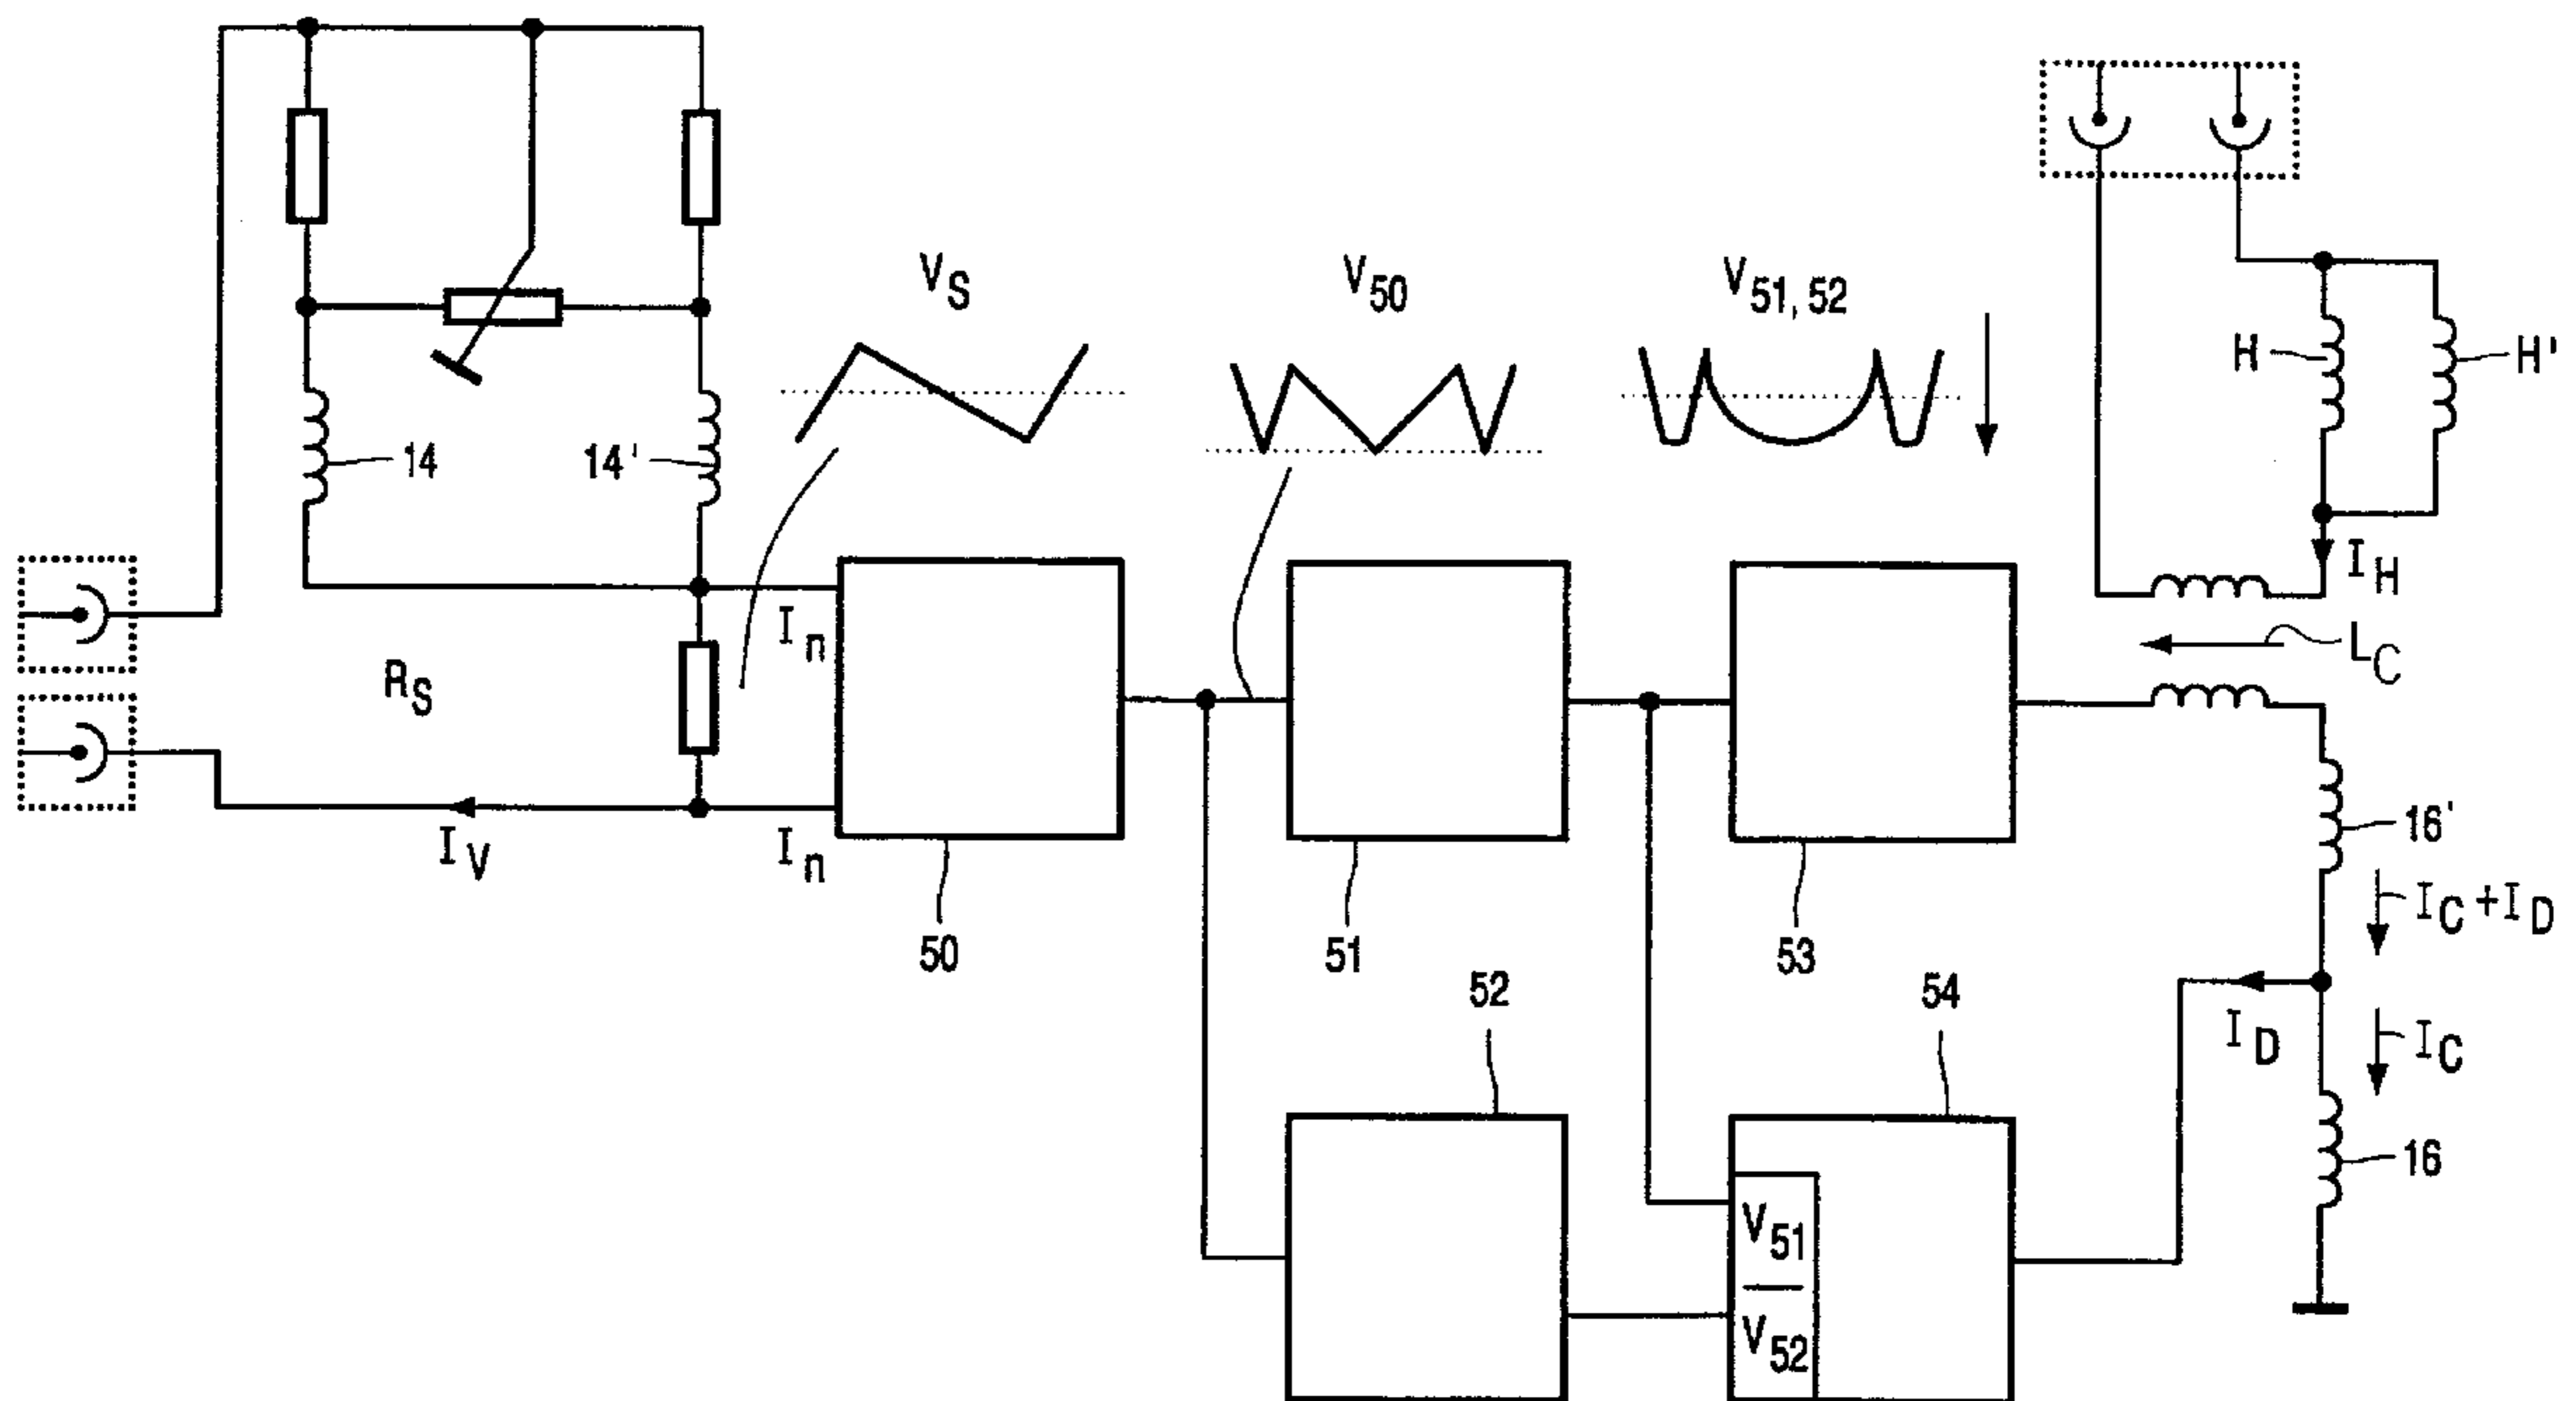 V_S
V_50
V_51, 52
H
H'
14
14'
I_n
I_H
L_C
R_S
I_V
I_n
16'
50
51
53
I_C + I_D
52
54
I_D
I_C
16
V_51
V_52